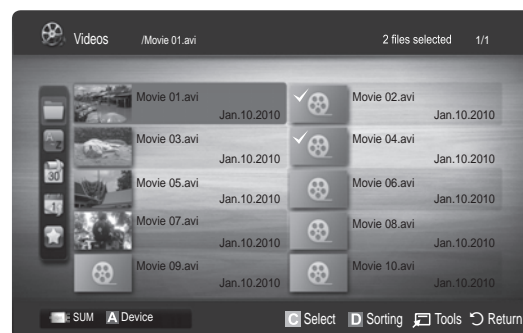 Videos /Movie 01.avi 2 files selected 1/1
Movie 01.avi Movie 02.avi
Jan.10.2010 Jan.10.2010
Movie 03.avi Movie 04.avi
Jan.10.2010 Jan.10.2010
Movie 05.avi Movie 06.avi
Jan.10.2010 Jan.10.2010
Movie 07.avi Movie 08.avi
Jan.10.2010 Jan.10.2010
Movie 09.avi Movie 10.avi
Jan.10.2010 Jan.10.2010
30
SUM A Device C Select D Sorting Tools Return